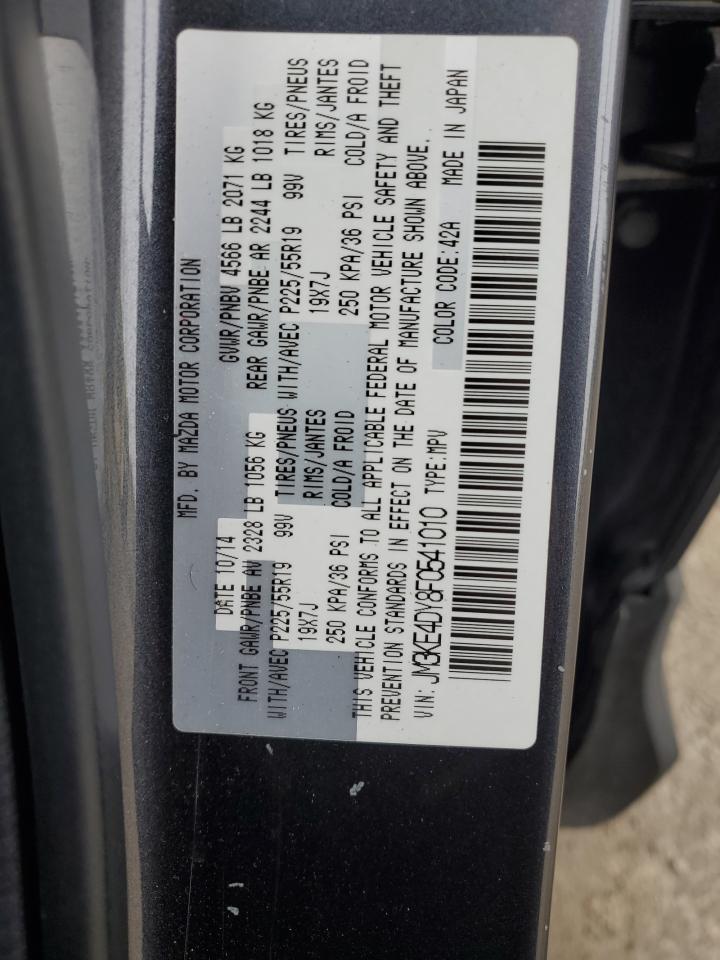 MFD. BY MAZDA MOTOR CORPORATION
DATE 10/14 GVWR/PNBV 4566 LB 2071 KG
FRONT GAWR/PNBE AV 2328 LB 1056 KG REAR GAWR/PNBE AR 2244 LB 1018 KG
WITH/AVEC P225/55R19 99V TIRES/PNEUS WITH/AVEC P225/55R19 99V TIRES/PNEUS
19X7J RIMS/JANTES 19X7J RIMS/JANTES
250 KPA/36 PSI COLD/A FROID 250 KPA/36 PSI COLD/A FROID
THIS VEHICLE CONFORMS TO ALL APPLICABLE FEDERAL MOTOR VEHICLE SAFETY AND THEFT
PREVENTION STANDARDS IN EFFECT ON THE DATE OF MANUFACTURE SHOWN ABOVE.
VIN: JM3KE4DY8F0541010 TYPE:MPV COLOR CODE:42A MADE IN JAPAN